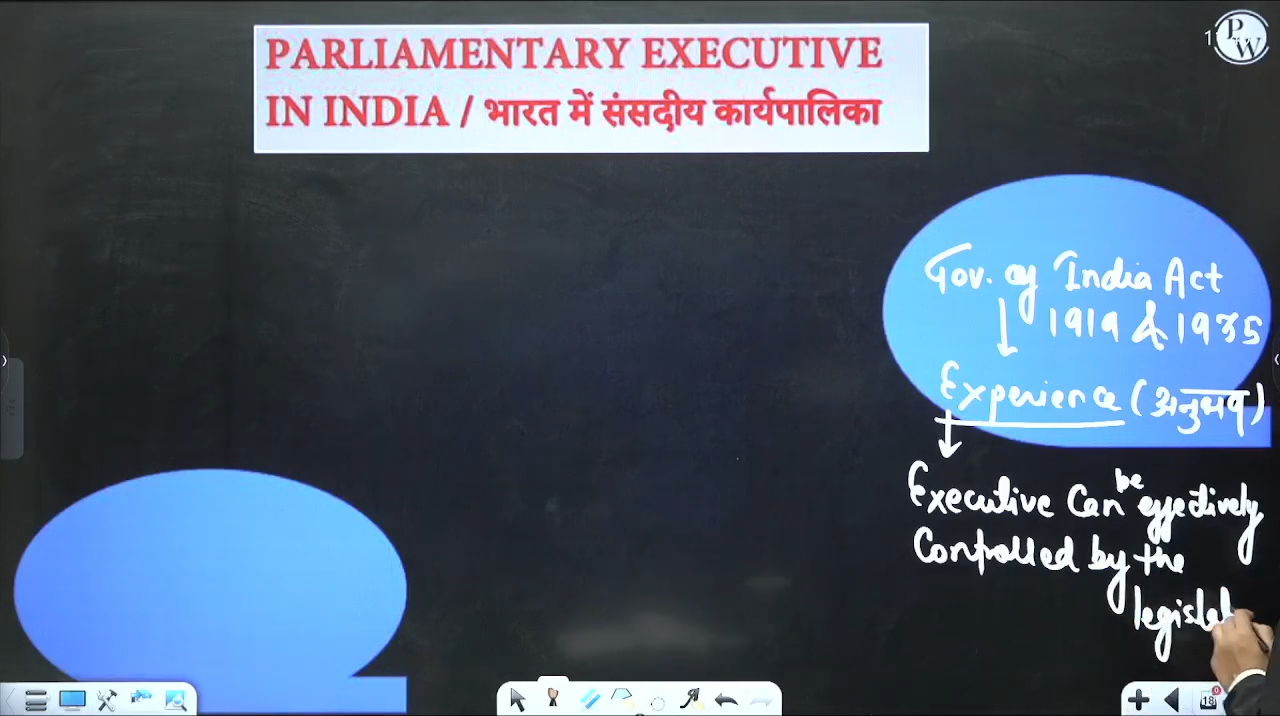 PARLIAMENTARY EXECUTIVE
IN INDIA / भारत में संसदीय कार्यपालिका
PW
Gov. of India Act
1919 & 1935
Experience (अनुभव)
Executive Can be effectively
Controlled by the